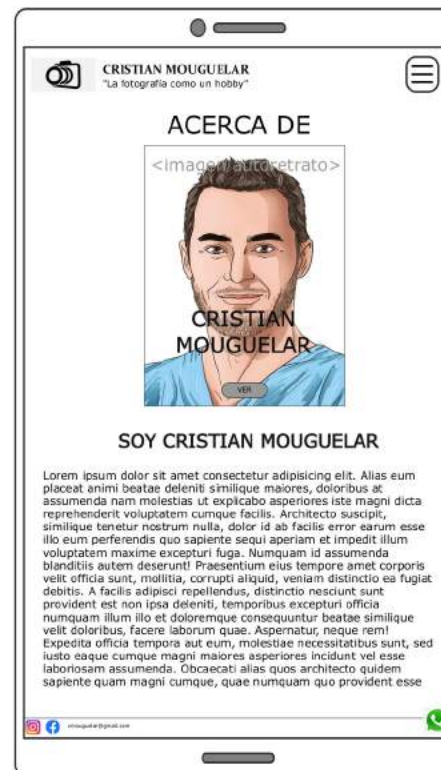 CRISTIAN MOUGUELAR
"La fotografía como un hobby"
ACERCA DE
<imagen autoretrato>
CRISTIAN
MOUGUELAR
VER
SOY CRISTIAN MOUGUELAR
Lorem ipsum dolor sit amet consectetur adipisicing elit. Alias eum
placeat animi beatae deleniti similique maiores, doloribus at
assumenda nam molestias ut explicabo asperiores iste magni dicta
reprehenderit voluptatem cumque facilis. Architecto suscipit,
similique tenetur nostrum nulla, dolor id ab facilis error earum esse
illo eum perferendis quo sapiente sequi aperiam et impedit illum
voluptatem maxime excepturi fuga. Numquam id assumenda
blanditiis autem deserunt! Praesentium eius tempore amet corporis
velit officia sunt, mollitia, corrupti aliquid, veniam distinctio ea fugiat
debitis. A facilis adipisci repellendus, distinctio nesciunt sunt
provident est non ipsa deleniti, temporibus excepturi officia
numquam illum illo et doloremque consequuntur beatae similique
velit doloribus, facere laborum quae. Aspernatur, neque rem!
Expedita officia tempora aut eum, molestiae necessitatibus sunt, sed
iusto eaque cumque magni maiores asperiores incidunt vel esse
laboriosam assumenda. Obcaecati alias quos architecto quidem
sapiente quam magni cumque, quae numquam quo provident esse